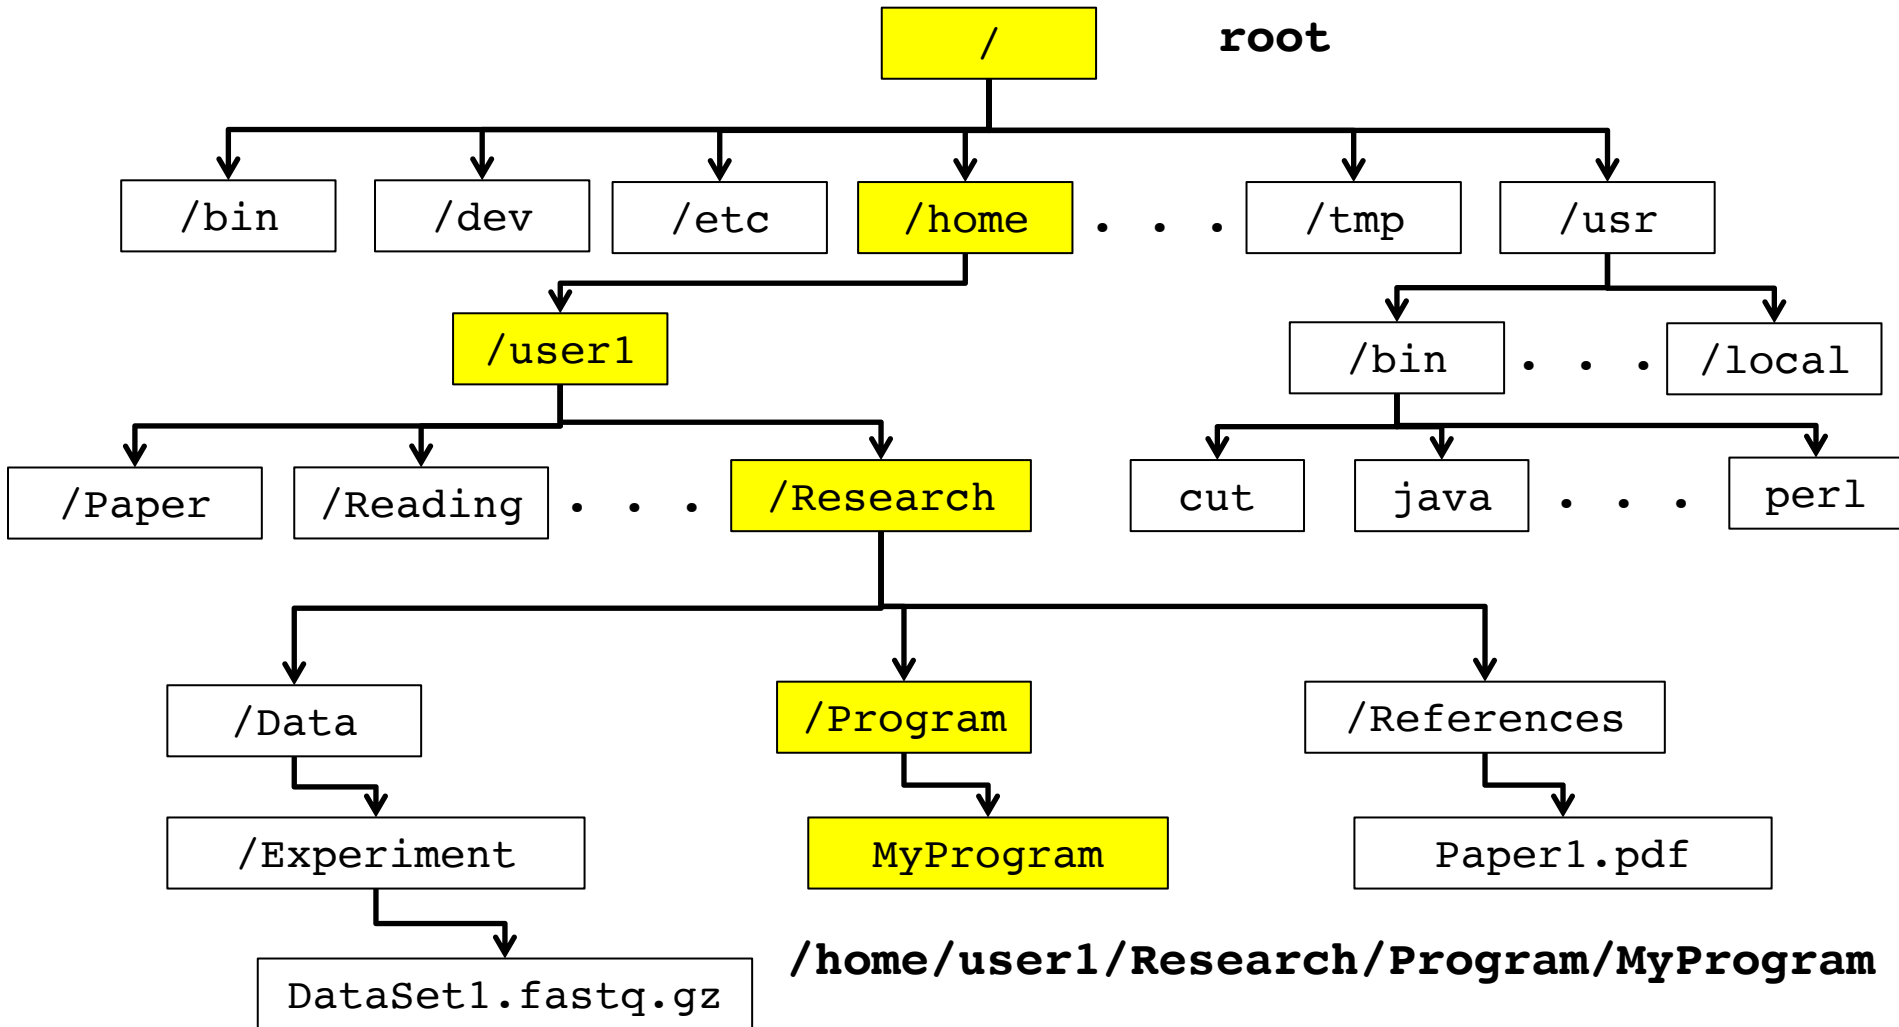 / root
/bin /dev /etc /home . . . /tmp /usr
/user1 /bin . . . /local
/Paper /Reading . . . /Research cut java . . . perl
/Data /Program /References
/Experiment MyProgram Paper1.pdf
/home/user1/Research/Program/MyProgram
DataSet1.fastq.gz